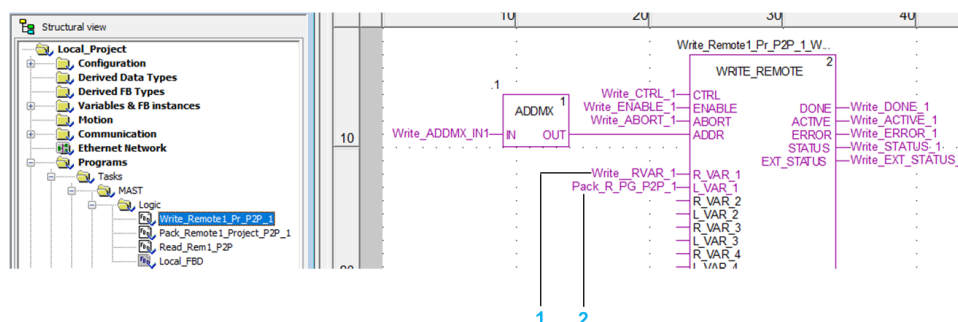 Structural view
Local_Project
Configuration
Derived Data Types
Derived FB Types
Variables & FB instances
Motion
Communication
Ethernet Network
Programs
Tasks
MAST
Logic
Write_Remote1_Pr_P2P_1
Pack_Remote1_Project_P2P_1
Read_Rem1_P2P
Local_FBD
10 20 30 40
Write_Remote1_Pr_P2P_1_W...
2
WRITE_REMOTE
.1
ADDMX 1
Write_CTRL_1 CTRL
Write_ENABLE_1 ENABLE DONE Write_DONE_1
Write_ABORT_1 ABORT ACTIVE Write_ACTIVE_1
10 Write_ADDMX_IN1 IN OUT ADDR ERROR Write_ERROR_1
STATUS Write_STATUS_1
EXT_STATUS Write_EXT_STATUS_
Write__RVAR_1 R_VAR_1
Pack_R_PG_P2P_1 L_VAR_1
R_VAR_2
L_VAR_2
R_VAR_3
L_VAR_3
R_VAR_4
L_VAR_4
1 2